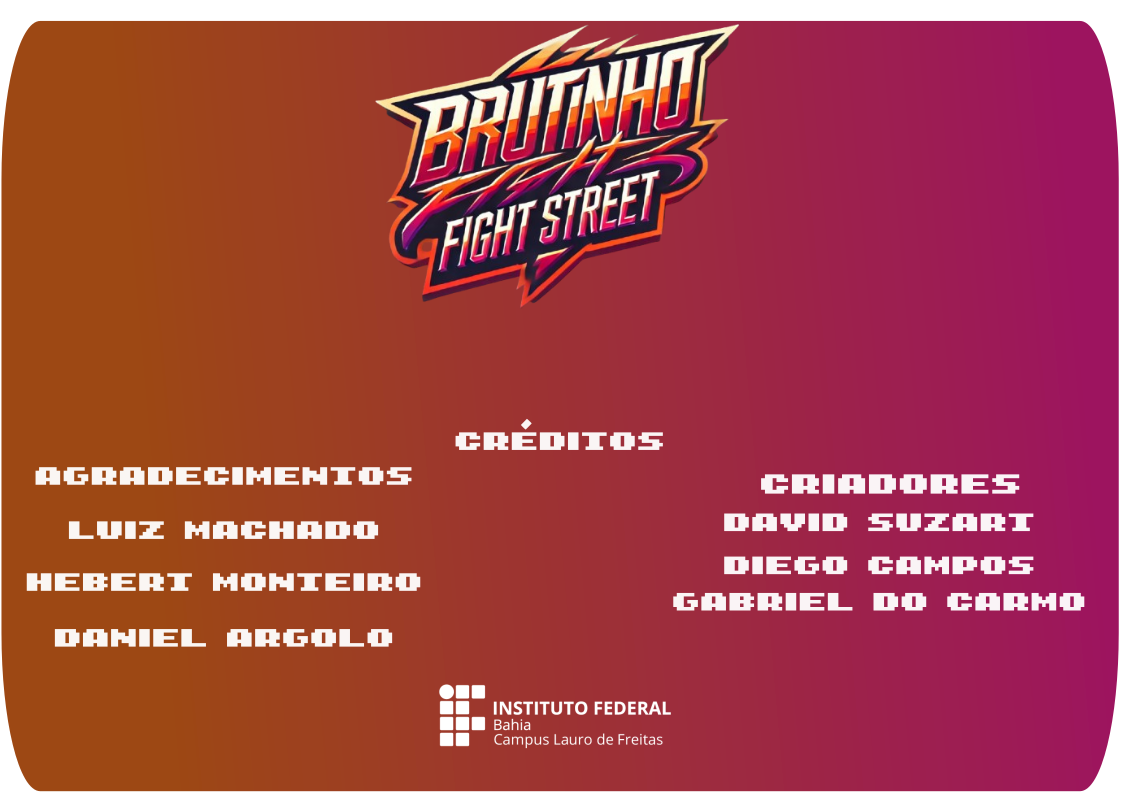 BRUTINHO
FIGHT STREET
CRÉDITOS
AGRADECIMENTOS
LUIZ MACHADO
HEBERT MONTEIRO
DANIEL ARGOLO
CRIADORES
DAVID SUZART
DIEGO CAMPOS
GABRIEL DO CARMO
INSTITUTO FEDERAL
Bahia
Campus Lauro de Freitas